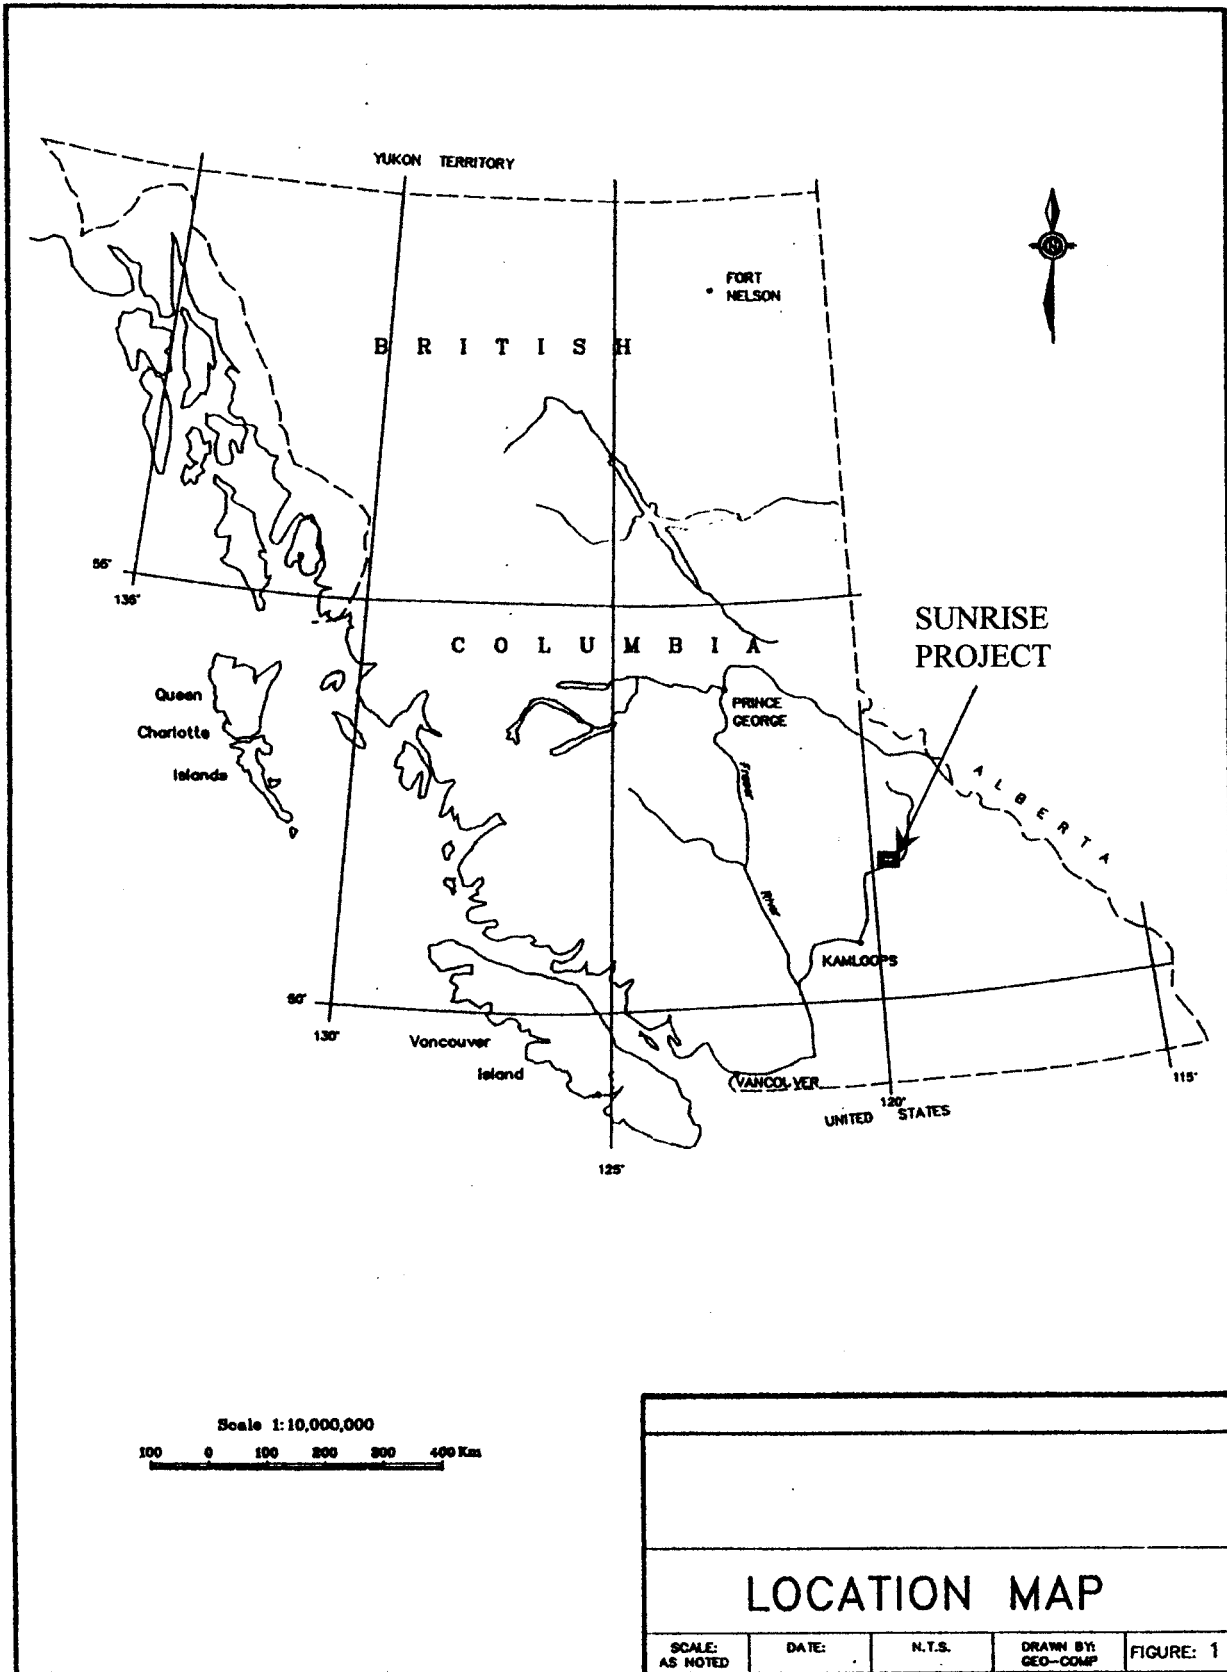 YUKON TERRITORY
FORT
NELSON
BRITISH
56°
136°
SUNRISE
PROJECT
COLUMBIA
Queen
Charlotte
Islands
PRINCE
GEORGE
Fraser
River
ALBERTA
KAMLOOPS
50°
130°
Vancouver
Island
VANCOUVER
120°
115°
UNITED STATES
125°
Scale 1:10,000,000
100 0 100 200 300 400 Km
LOCATION MAP
SCALE:
AS NOTED
DATE:
N.T.S.
DRAWN BY:
GEO-COMP
FIGURE: 1